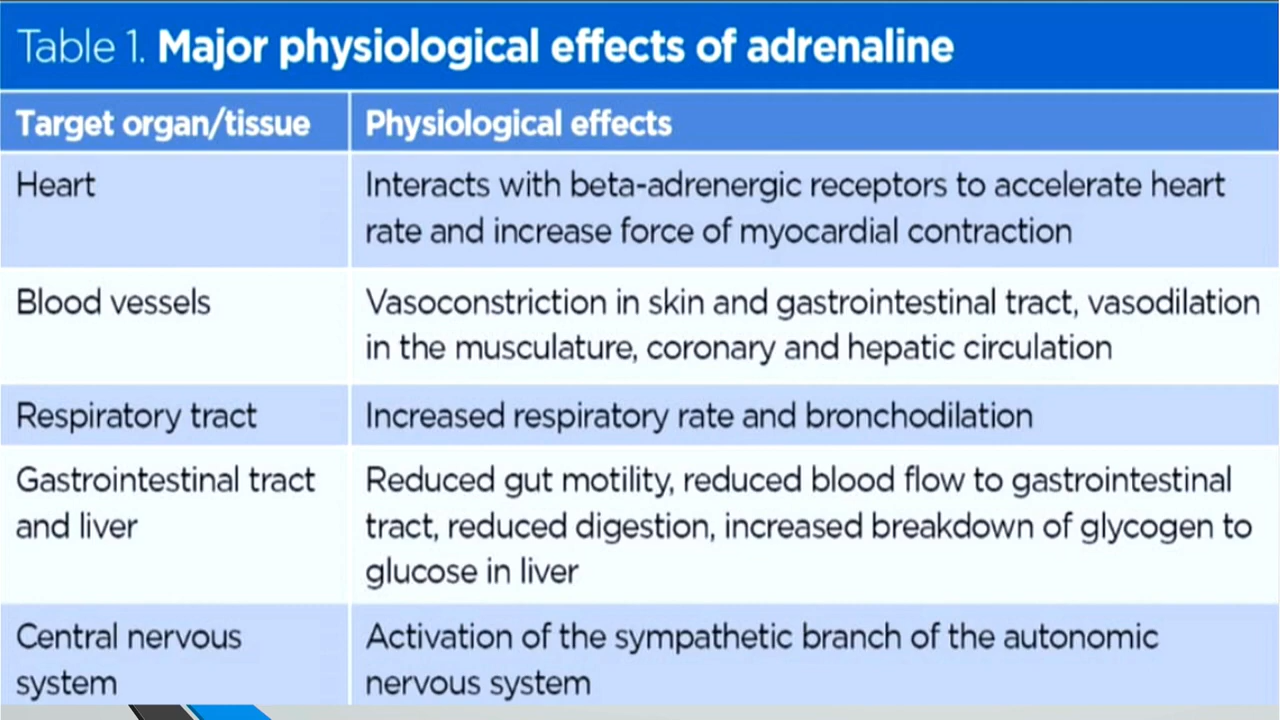 Table 1. Major physiological effects of adrenaline
Target organ/tissue
Physiological effects
Heart
Interacts with beta-adrenergic receptors to accelerate heart
rate and increase force of myocardial contraction
Blood vessels
Vasoconstriction in skin and gastrointestinal tract, vasodilation
in the musculature, coronary and hepatic circulation
Respiratory tract
Increased respiratory rate and bronchodilation
Gastrointestinal tract
and liver
Reduced gut motility, reduced blood flow to gastrointestinal
tract, reduced digestion, increased breakdown of glycogen to
glucose in liver
Central nervous
system
Activation of the sympathetic branch of the autonomic
nervous system